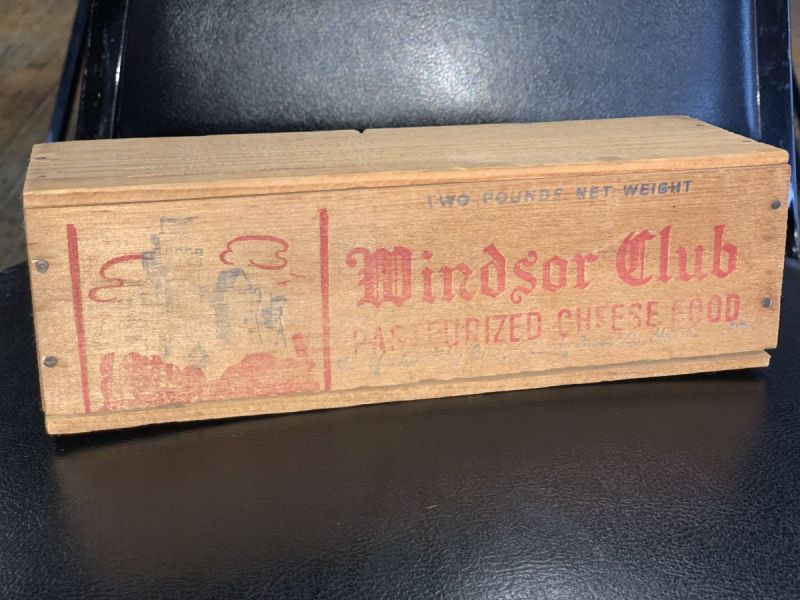 TWO POUNDS NET WEIGHT
Windsor Club
PASTEURIZED CHEESE FOOD